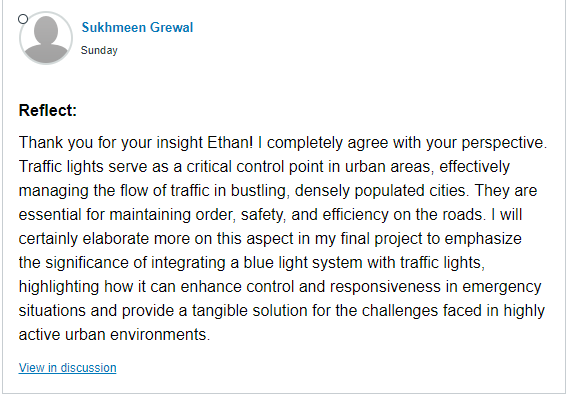 Sukhmeen Grewal
Sunday
Reflect:
Thank you for your insight Ethan! I completely agree with your perspective.
Traffic lights serve as a critical control point in urban areas, effectively
managing the flow of traffic in bustling, densely populated cities. They are
essential for maintaining order, safety, and efficiency on the roads. I will
certainly elaborate more on this aspect in my final project to emphasize
the significance of integrating a blue light system with traffic lights,
highlighting how it can enhance control and responsiveness in emergency
situations and provide a tangible solution for the challenges faced in highly
active urban environments.
View in discussion